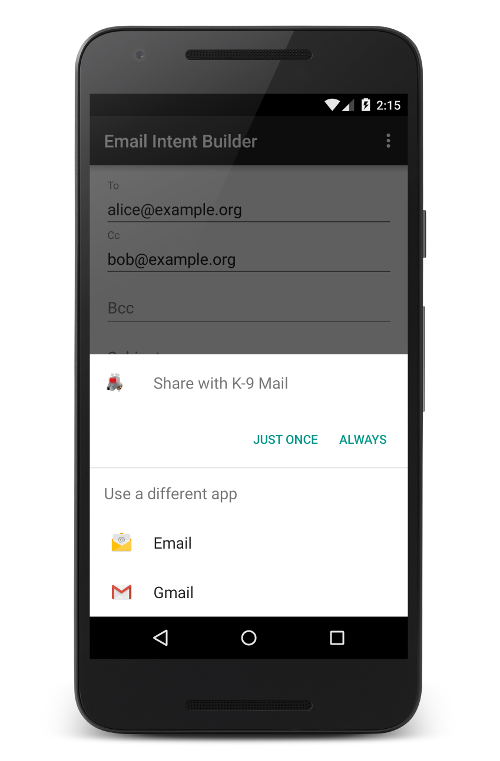 2:15
Email Intent Builder
To
alice@example.org
Cc
bob@example.org
Bcc
Share with K-9 Mail
JUST ONCE ALWAYS
Use a different app
Email
Gmail